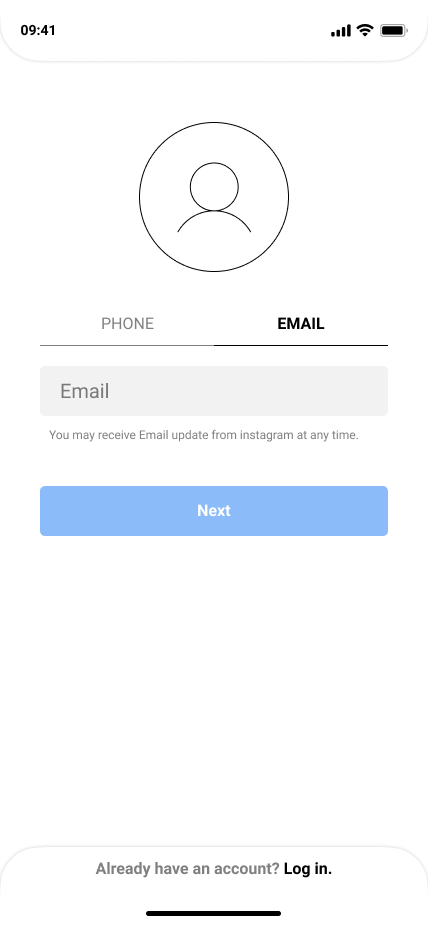 09:41
PHONE EMAIL
Email
You may receive Email update from instagram at any time.
Next
Already have an account? Log in.